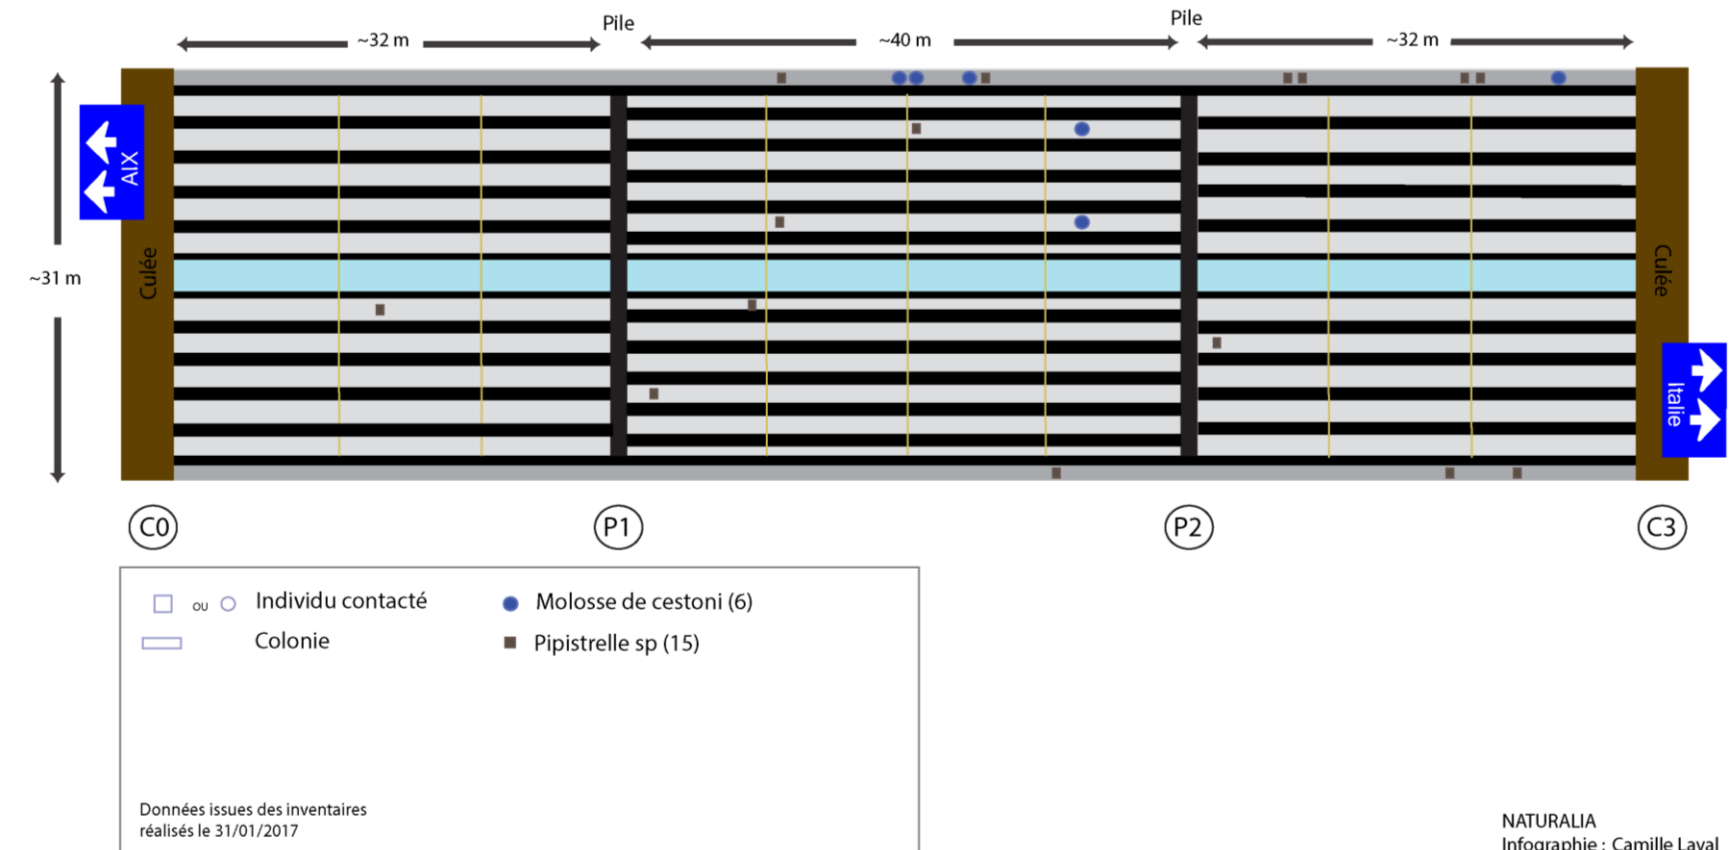 Pile
Pile
~32 m
~40 m
~32 m
AIX
Culée
~31 m
Culée
Italie
C0
P1
P2
C3
ou
Individu contacté
Molosse de cestoni (6)
Colonie
Pipistrelle sp (15)
Données issues des inventaires
réalisés le 31/01/2017
NATURALIA
Infographie : Camille Laval